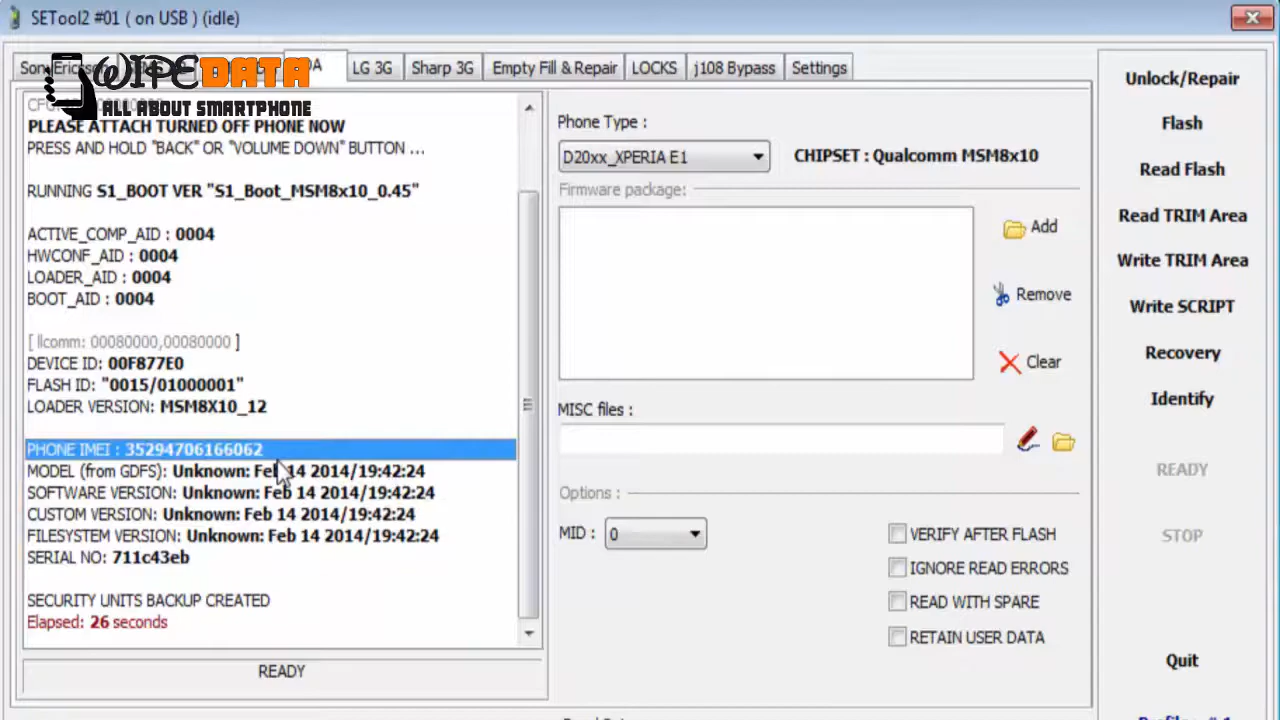 SETool2 #01 ( on USB ) (idle)
WIPEDATA
ALL ABOUT SMARTPHONE
LG 3G
Sharp 3G
Empty Fill & Repair
LOCKS
j108 Bypass
Settings
PLEASE ATTACH TURNED OFF PHONE NOW
PRESS AND HOLD "BACK" OR "VOLUME DOWN" BUTTON ...
RUNNING S1_BOOT VER "S1_Boot_MSM8x10_0.45"
ACTIVE_COMP_AID : 0004
HWCONF_AID : 0004
LOADER_AID : 0004
BOOT_AID : 0004
[ llcomm: 00080000,00080000 ]
DEVICE ID: 00F877E0
FLASH ID: "0015/01000001"
LOADER VERSION: MSM8X10_12
PHONE IMEI : 35294706166062
MODEL (from GDFS): Unknown: Feb 14 2014/19:42:24
SOFTWARE VERSION: Unknown: Feb 14 2014/19:42:24
CUSTOM VERSION: Unknown: Feb 14 2014/19:42:24
FILESYSTEM VERSION: Unknown: Feb 14 2014/19:42:24
SERIAL NO: 711c43eb
SECURITY UNITS BACKUP CREATED
Elapsed: 26 seconds
READY
Phone Type :
D20xx_XPERIA E1
CHIPSET : Qualcomm MSM8x10
Firmware package:
Add
Remove
Clear
MISC files :
Options :
MID : 0
VERIFY AFTER FLASH
IGNORE READ ERRORS
READ WITH SPARE
RETAIN USER DATA
Unlock/Repair
Flash
Read Flash
Read TRIM Area
Write TRIM Area
Write SCRIPT
Recovery
Identify
READY
STOP
Quit